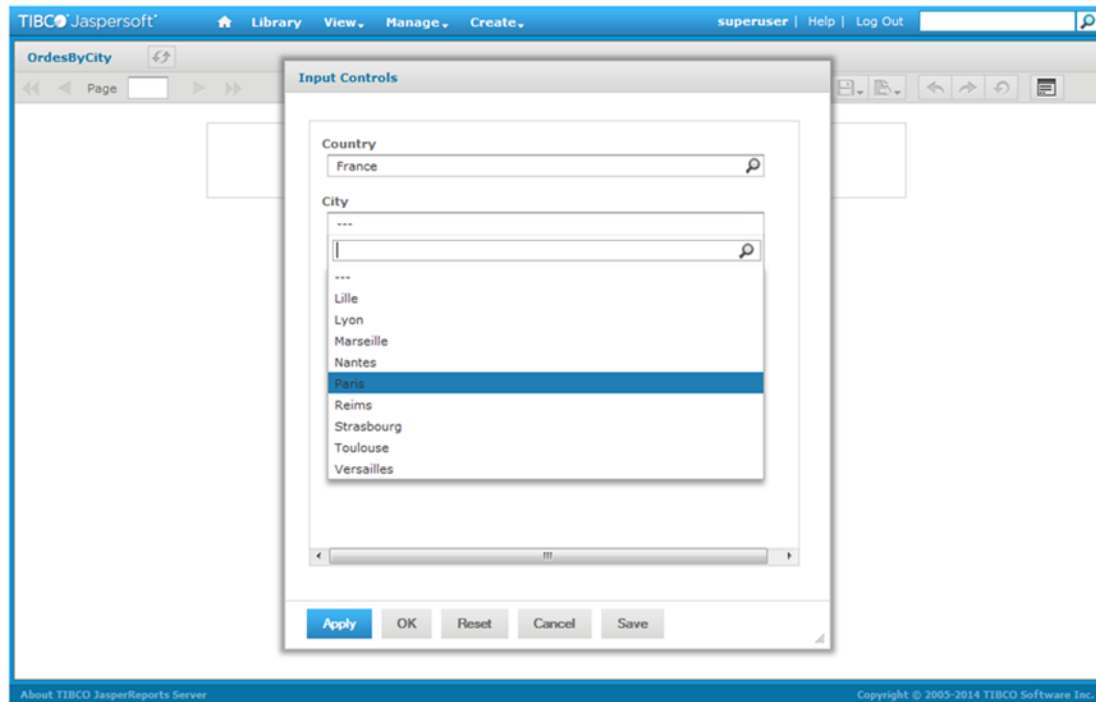 TIBCO Jaspersoft Library View Manage Create superuser | Help | Log Out
OrdesByCity
Page
Input Controls
Country
France
City
---
---
Lille
Lyon
Marseille
Nantes
Paris
Reims
Strasbourg
Toulouse
Versailles
Apply OK Reset Cancel Save
About TIBCO JasperReports Server Copyright © 2005-2014 TIBCO Software Inc.